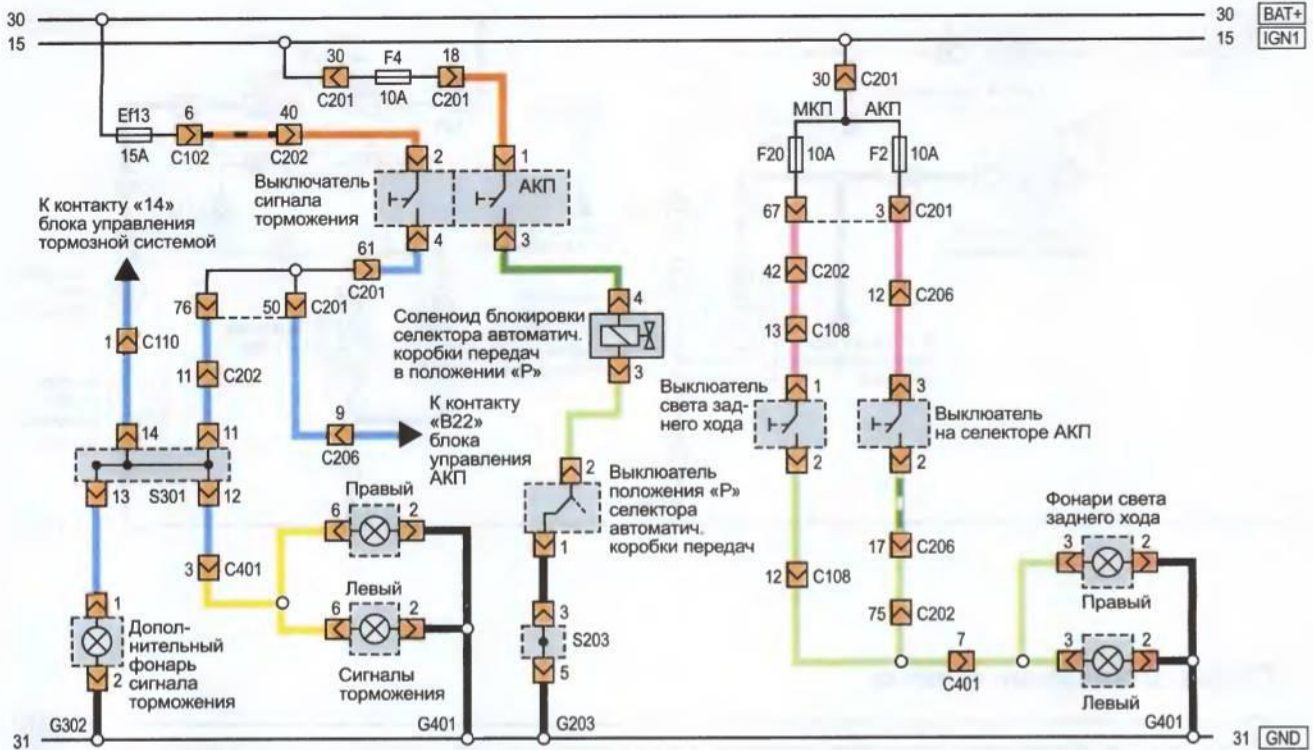 30
30 BAT+
15
15 IGN1
30
F4
18
C201
10A
C201
30 C201
МКП АКП
Ef13
6
40
15A
C102
C202
F20 10A
F2 10A
2
1
Выключатель
сигнала
торможения
АКП
К контакту «14»
блока управления
тормозной системой
67
3 C201
4
3
61
C201
42 C202
12 C206
76
50 C201
4
Соленоид блокировки
селектора автоматич.
коробки передач
в положении «Р»
1 C110
13 C108
11 C202
3
Выклюатель
света зад-
него хода
1
3
Выклюатель
на селекторе АКП
9
C206
К контакту
«B22»
блока
управления
АКП
14
11
2
2
2
S301
13
12
Правый
6
2
Выклюатель
положения «Р»
селектора
автоматич.
коробки передач
Фонари света
заднего хода
1
17 C206
3
2
3 C401
12 C108
Правый
Левый
6
2
1
3
75 C202
Допол-
нительный
фонарь
сигнала
торможения
S203
7
C401
3
2
Сигналы
торможения
2
5
Левый
G302
G401
G203
G401
31
31 GND